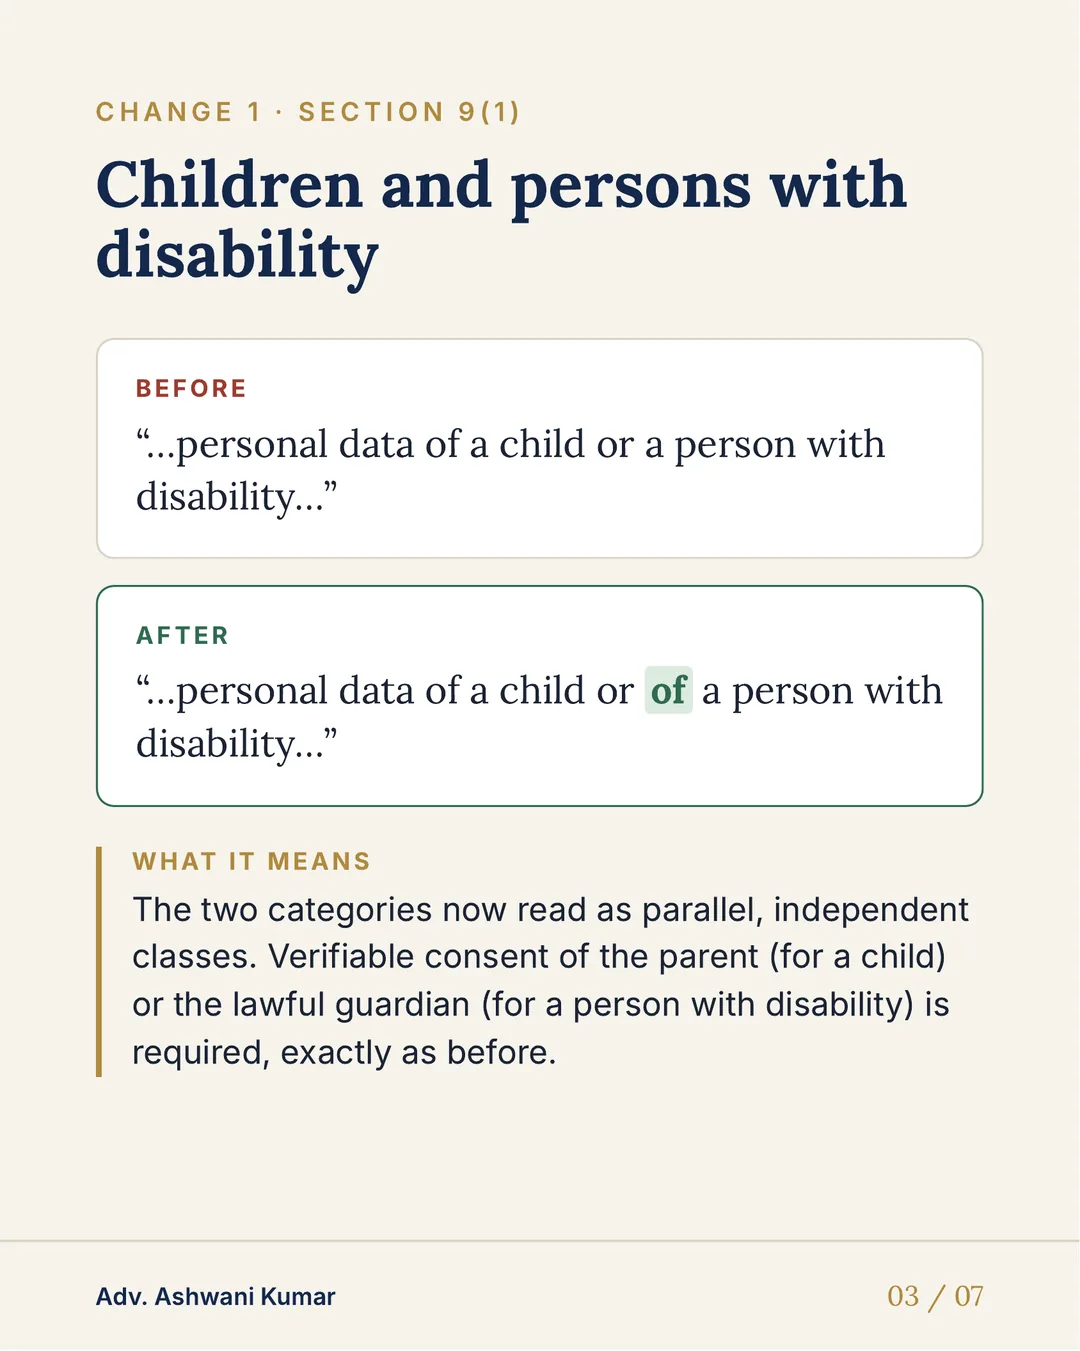 CHANGE 1 · SECTION 9(1)
Children and persons with
disability
BEFORE
“…personal data of a child or a person with
disability…”
AFTER
“…personal data of a child or of a person with
disability…”
WHAT IT MEANS
The two categories now read as parallel, independent
classes. Verifiable consent of the parent (for a child)
or the lawful guardian (for a person with disability) is
required, exactly as before.
Adv. Ashwani Kumar
03 / 07